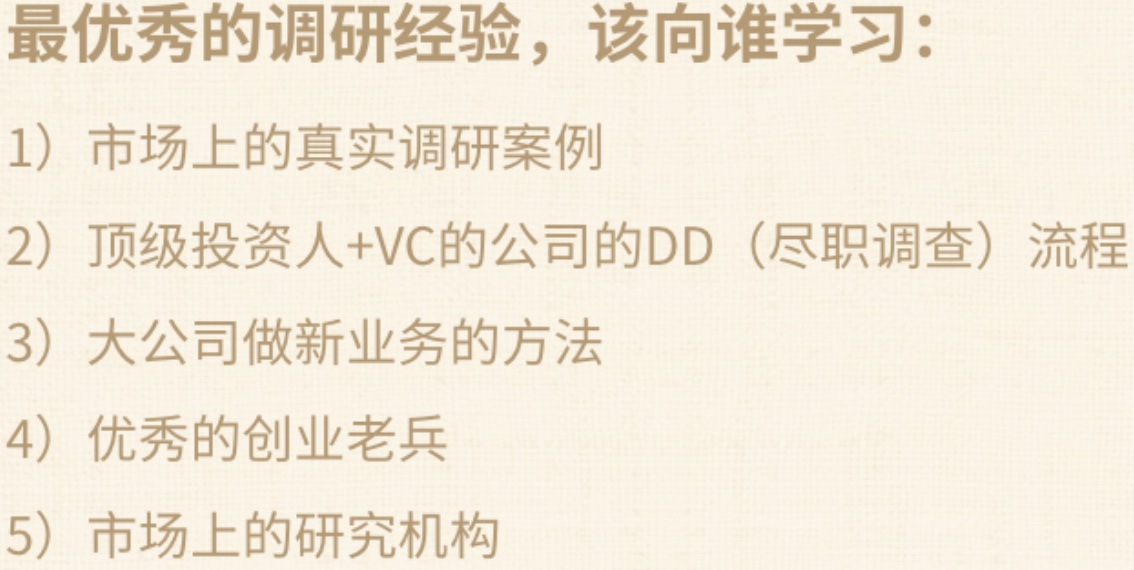 最优秀的调研经验，该向谁学习：
1）市场上的真实调研案例
2）顶级投资人+VC的公司的DD（尽职调查）流程
3）大公司做新业务的方法
4）优秀的创业老兵
5）市场上的研究机构